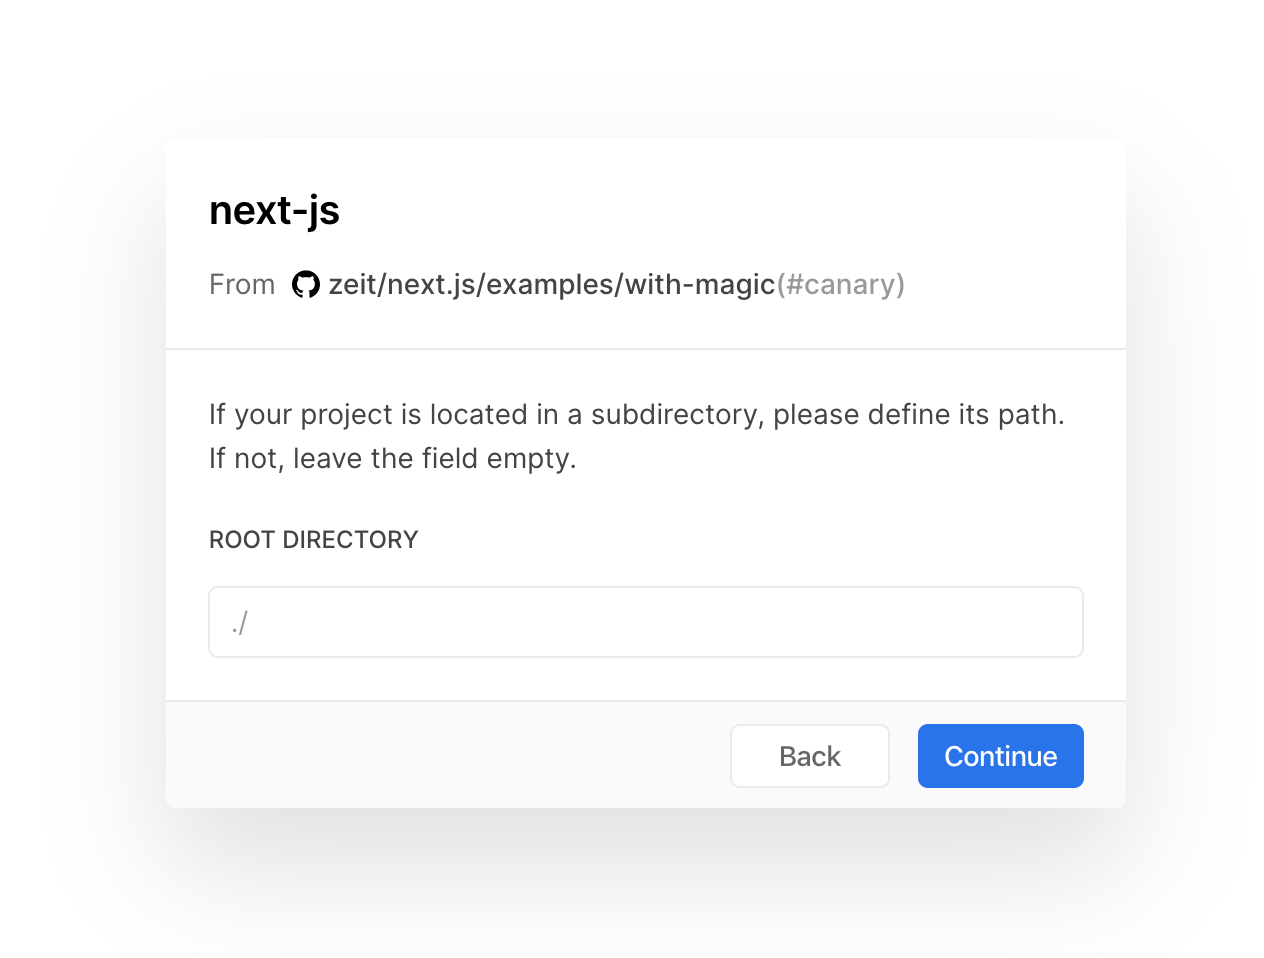 next-js
From zeit/next.js/examples/with-magic(#canary)
If your project is located in a subdirectory, please define its path.
If not, leave the field empty.
ROOT DIRECTORY
./
Back Continue